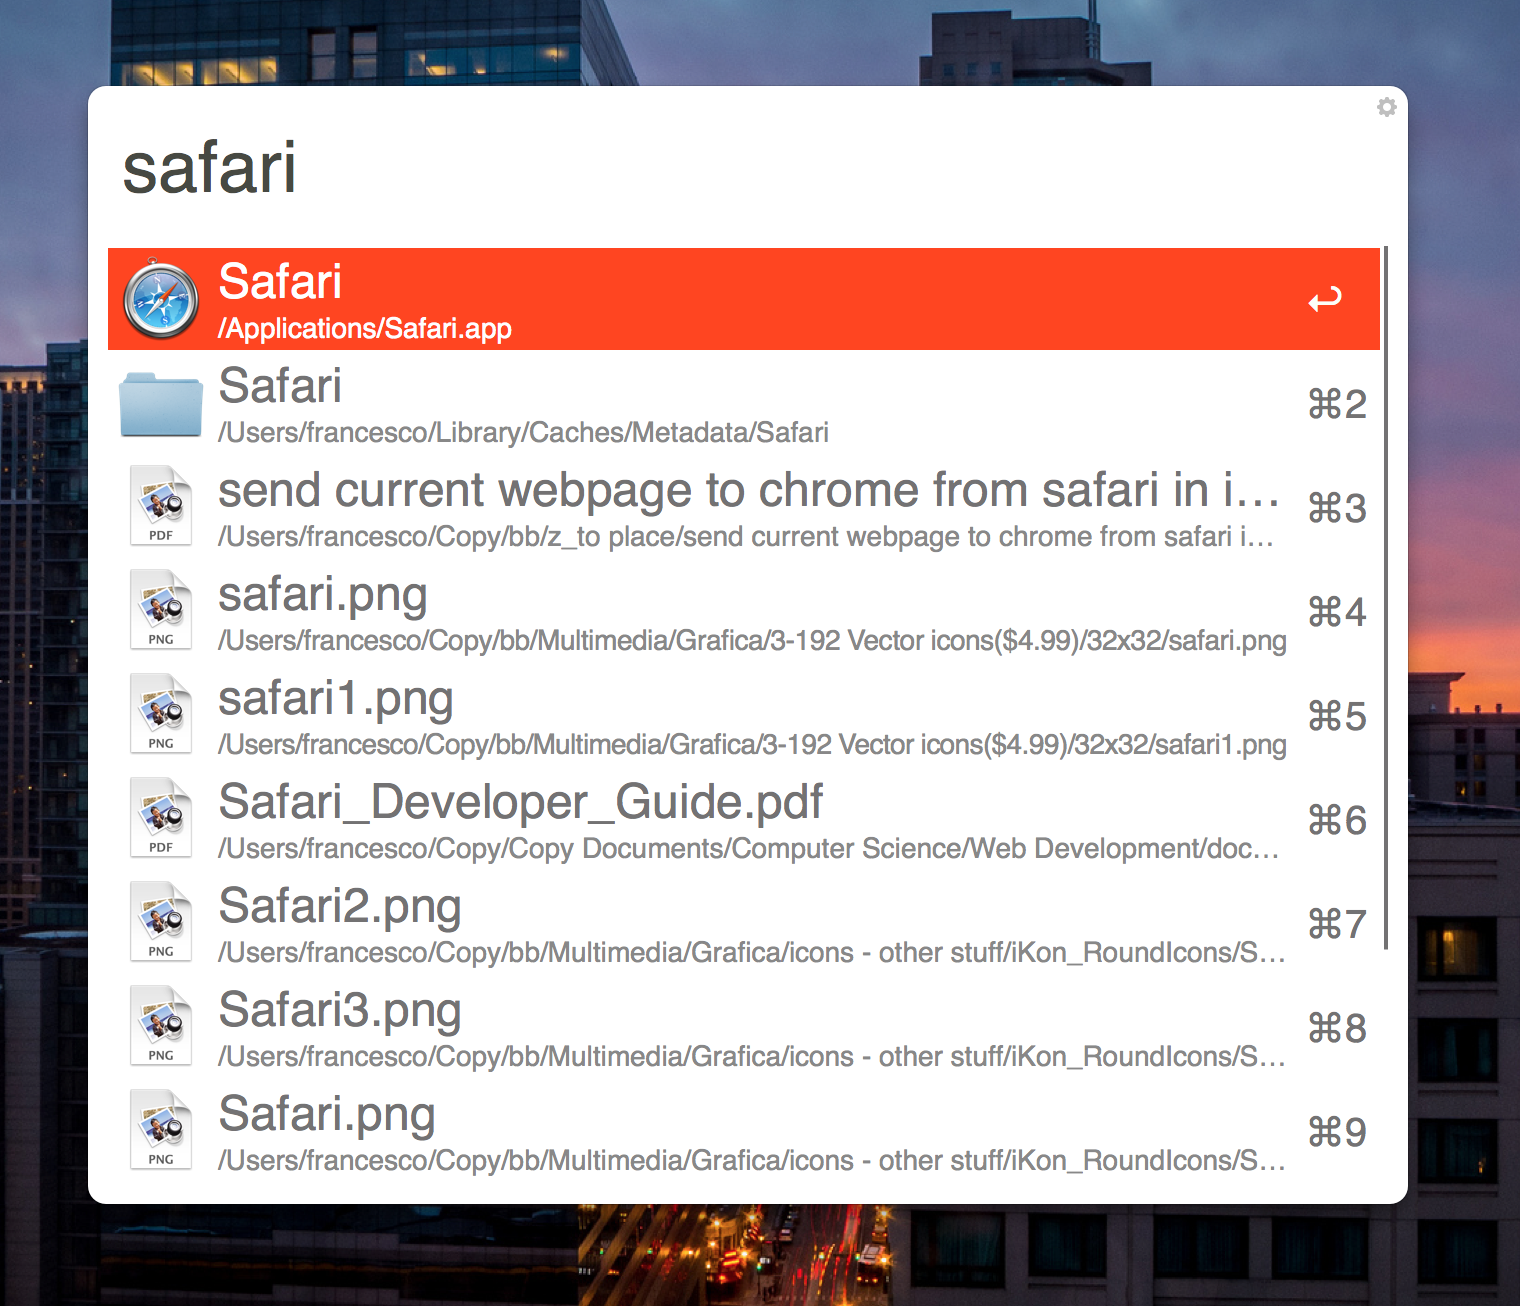 safari
Safari
/Applications/Safari.app
Safari
/Users/francesco/Library/Caches/Metadata/Safari
⌘2
send current webpage to chrome from safari in i…
/Users/francesco/Copy/bb/z_to place/send current webpage to chrome from safari i…
⌘3
PDF
safari.png
/Users/francesco/Copy/bb/Multimedia/Grafica/3-192 Vector icons($4.99)/32x32/safari.png
⌘4
PNG
safari1.png
/Users/francesco/Copy/bb/Multimedia/Grafica/3-192 Vector icons($4.99)/32x32/safari1.png
⌘5
PNG
Safari_Developer_Guide.pdf
/Users/francesco/Copy/Copy Documents/Computer Science/Web Development/doc…
⌘6
PDF
Safari2.png
/Users/francesco/Copy/bb/Multimedia/Grafica/icons - other stuff/iKon_RoundIcons/S…
⌘7
PNG
Safari3.png
/Users/francesco/Copy/bb/Multimedia/Grafica/icons - other stuff/iKon_RoundIcons/S…
⌘8
PNG
Safari.png
/Users/francesco/Copy/bb/Multimedia/Grafica/icons - other stuff/iKon_RoundIcons/S…
⌘9
PNG